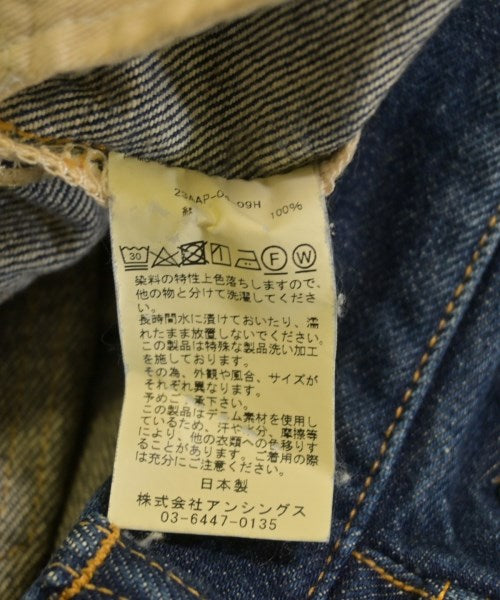 100%
30 F W
染料の特性上色落ちしますので、
他の物と分けて洗濯してくださ
い。
長時間水に漬けておいたり、濡
れたまま放置しないでください。
この製品は特殊な製品洗い加工
を施しております。
その為、外観や風合、サイズが
それぞれ異なります。
予めご了承下さい。
この製品はデニム素材を使用し
ているため、汗や水分、摩擦等
により、他の衣類への色移りす
ることがあります。ご着用の際
は充分にご注意ください。
日本製
株式会社アンシングス
03-6447-0135